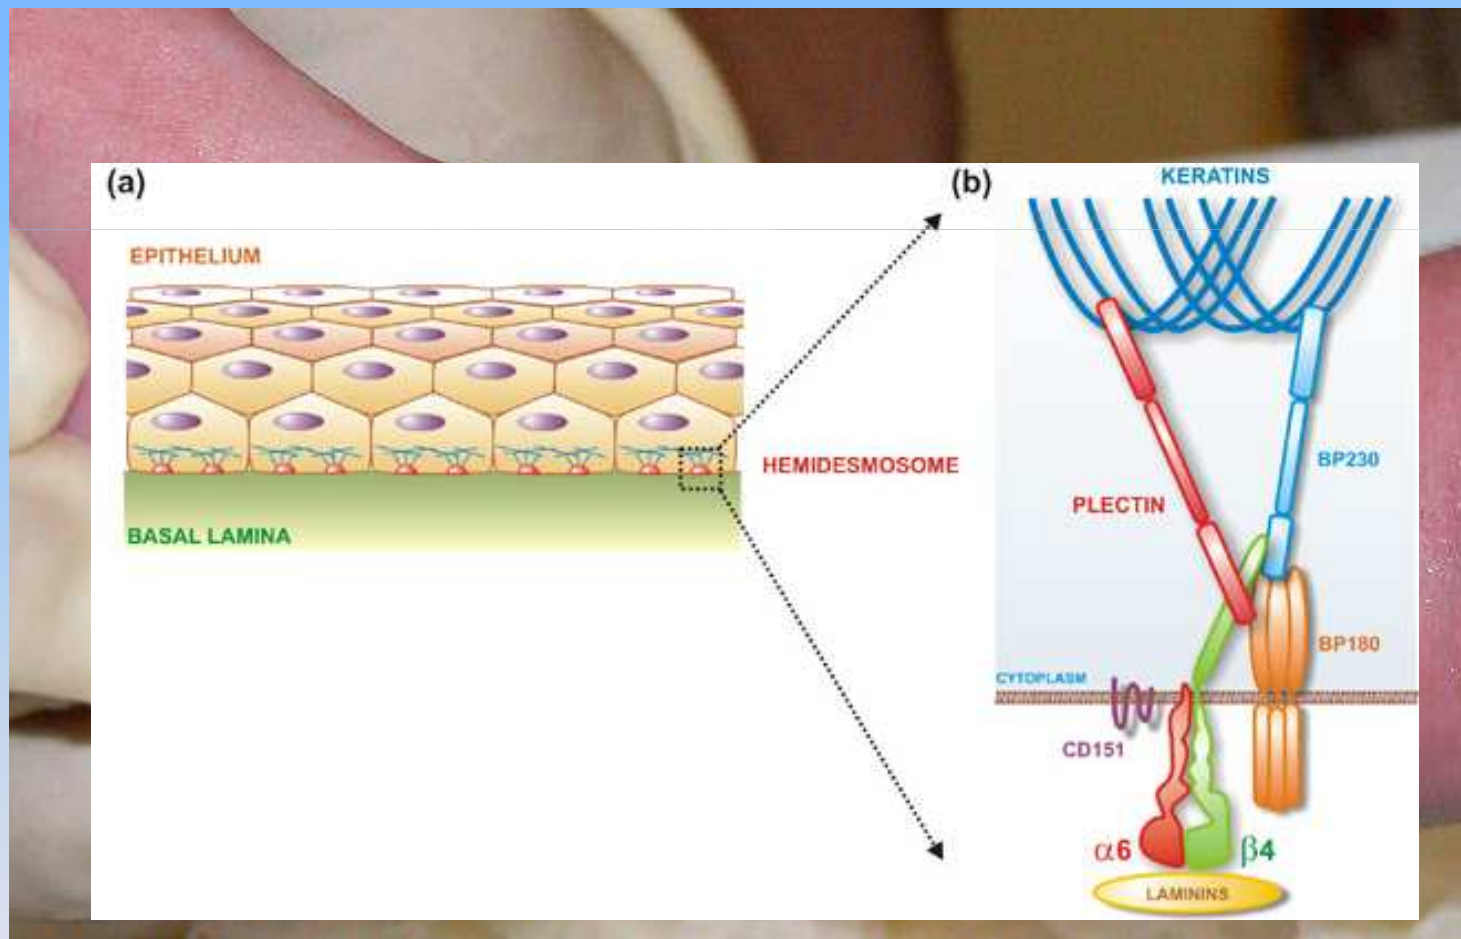 (a)
EPITHELIUM
HEMIDESMOSOME
BASAL LAMINA
(b)
KERATINS
BP230
PLECTIN
BP180
CYTOPLASM
CD151
α6
β4
LAMININS